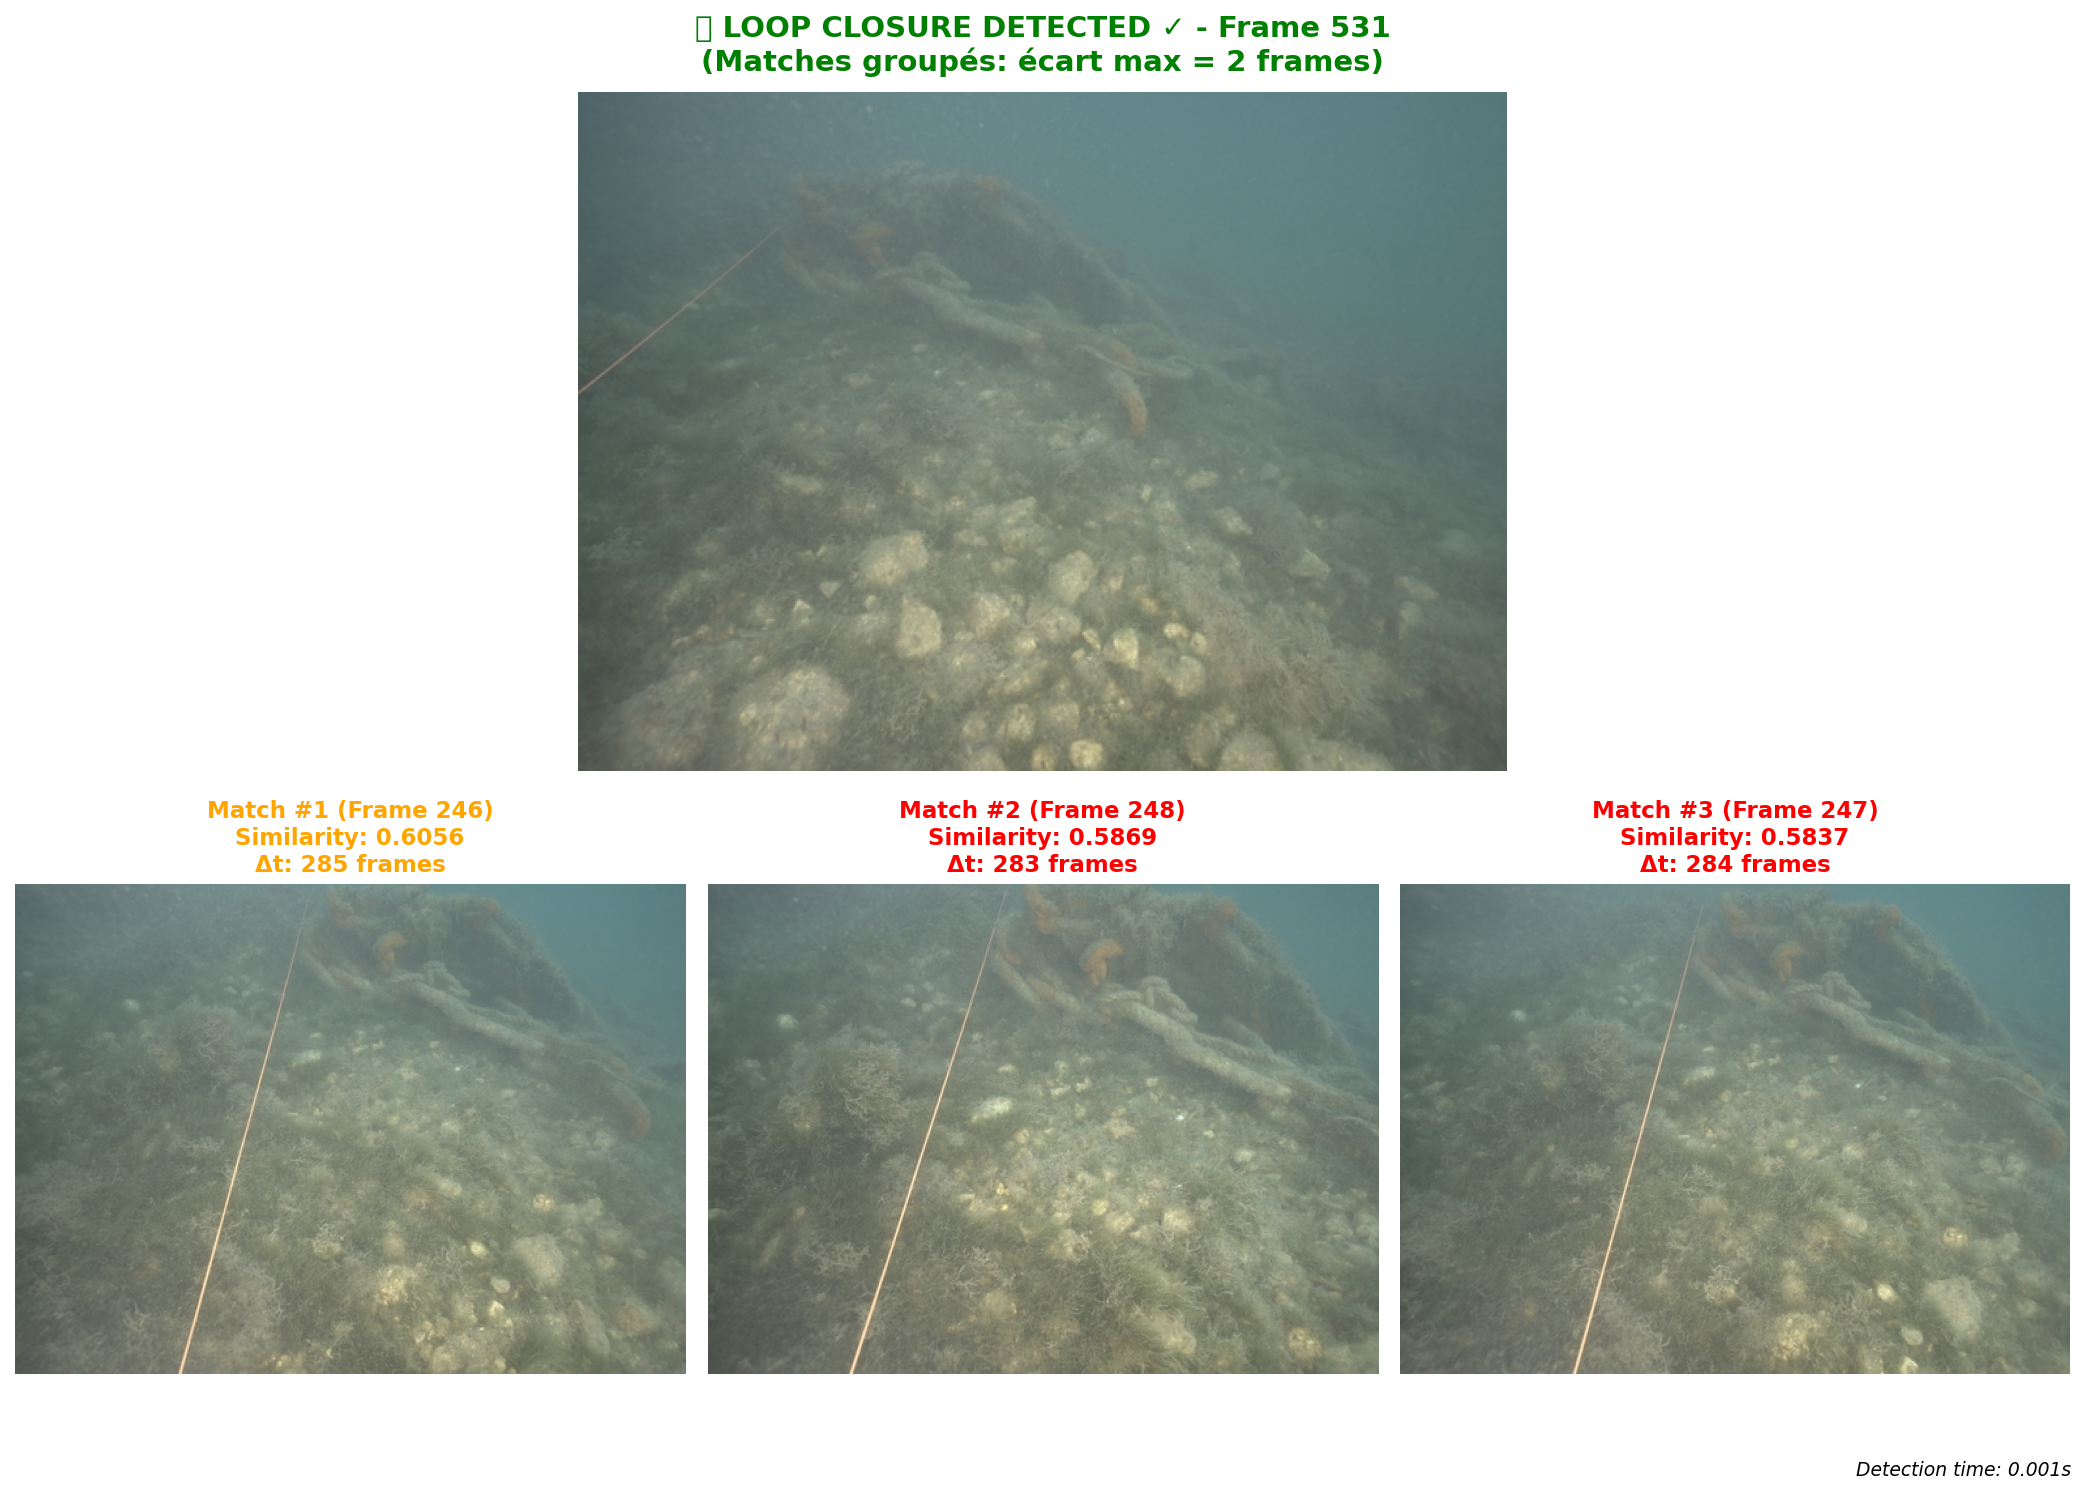 ▯ LOOP CLOSURE DETECTED ✓ - Frame 531
(Matches groupés: écart max = 2 frames)
Match #1 (Frame 246)
Similarity: 0.6056
Δt: 285 frames
Match #2 (Frame 248)
Similarity: 0.5869
Δt: 283 frames
Match #3 (Frame 247)
Similarity: 0.5837
Δt: 284 frames
Detection time: 0.001s